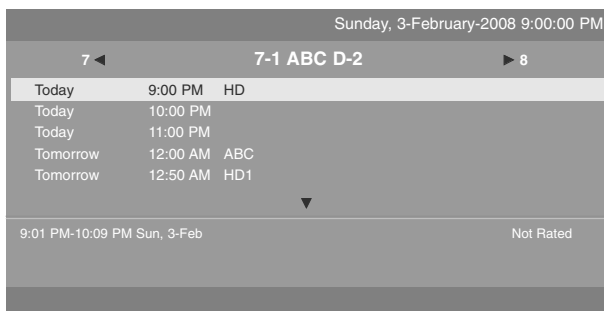 Sunday, 3-February-2008 9:00:00 PM
7 ◀ 7-1 ABC D-2 ▶ 8
Today 9:00 PM HD
Today 10:00 PM
Today 11:00 PM
Tomorrow 12:00 AM ABC
Tomorrow 12:50 AM HD1
▼
9:01 PM-10:09 PM Sun, 3-Feb Not Rated